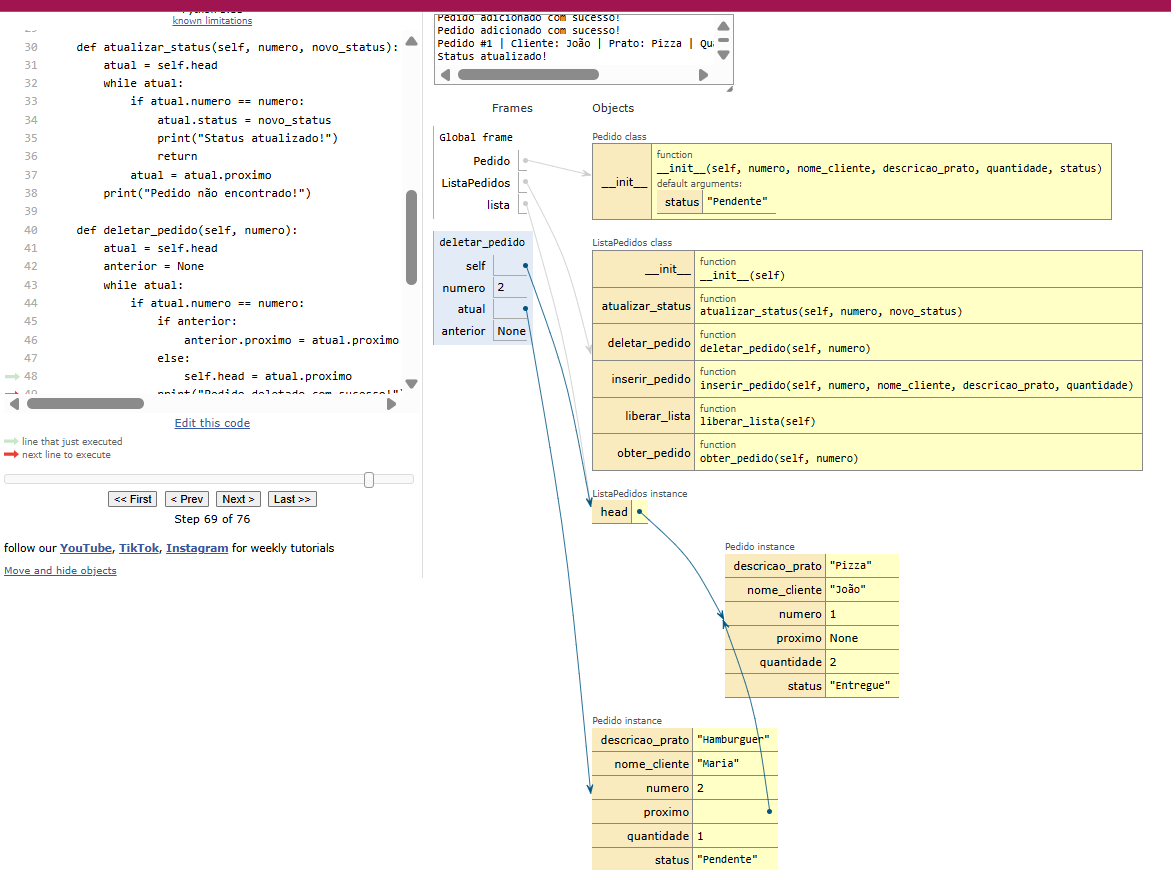 known limitations
30 def atualizar_status(self, numero, novo_status):
31 atual = self.head
32 while atual:
33 if atual.numero == numero:
34 atual.status = novo_status
35 print("Status atualizado!")
36 return
37 atual = atual.proximo
38 print("Pedido não encontrado!")
39
40 def deletar_pedido(self, numero):
41 atual = self.head
42 anterior = None
43 while atual:
44 if atual.numero == numero:
45 if anterior:
46 anterior.proximo = atual.proximo
47 else:
48 self.head = atual.proximo
49 print("Pedido deletado com sucesso!")
Edit this code
line that just executed
next line to execute
<< First < Prev Next > Last >>
Step 69 of 76
follow our YouTube, TikTok, Instagram for weekly tutorials
Move and hide objects
Pedido adicionado com sucesso!
Pedido adicionado com sucesso!
Pedido #1 | Cliente: João | Prato: Pizza | Qu
Status atualizado!
Frames Objects
Global frame
Pedido
ListaPedidos
lista
deletar_pedido
self
numero 2
atual
anterior None
Pedido class
__init__
function
__init__(self, numero, nome_cliente, descricao_prato, quantidade, status)
default arguments:
status "Pendente"
ListaPedidos class
__init__
function
__init__(self)
atualizar_status
function
atualizar_status(self, numero, novo_status)
deletar_pedido
function
deletar_pedido(self, numero)
inserir_pedido
function
inserir_pedido(self, numero, nome_cliente, descricao_prato, quantidade)
liberar_lista
function
liberar_lista(self)
obter_pedido
function
obter_pedido(self, numero)
ListaPedidos instance
head
Pedido instance
descricao_prato "Pizza"
nome_cliente "João"
numero 1
proximo None
quantidade 2
status "Entregue"
Pedido instance
descricao_prato "Hamburguer"
nome_cliente "Maria"
numero 2
proximo
quantidade 1
status "Pendente"